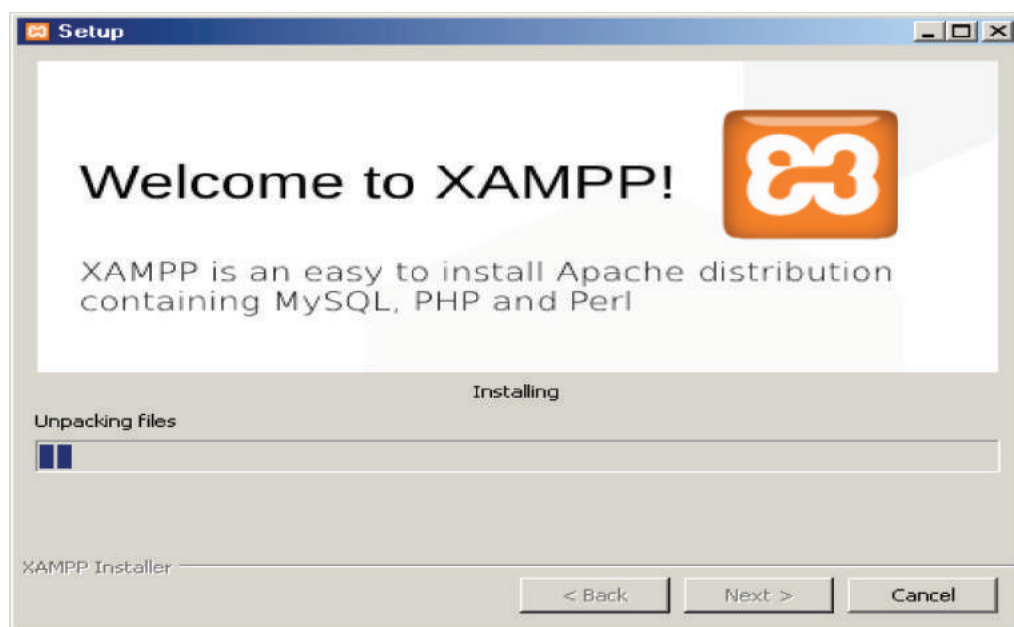 Setup
Welcome to XAMPP!
XAMPP is an easy to install Apache distribution
containing MySQL, PHP and Perl
Installing
Unpacking files
XAMPP Installer
< Back
Next >
Cancel